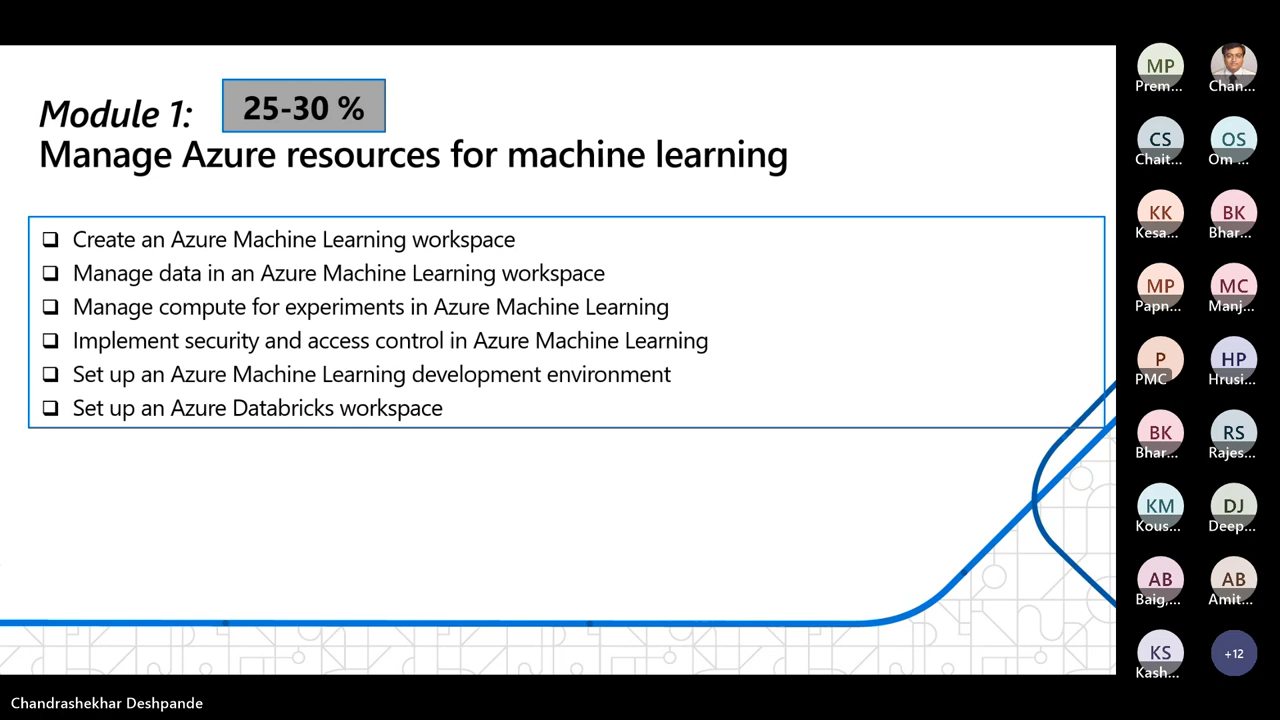 Module 1:
25-30 %
Manage Azure resources for machine learning
Create an Azure Machine Learning workspace
Manage data in an Azure Machine Learning workspace
Manage compute for experiments in Azure Machine Learning
Implement security and access control in Azure Machine Learning
Set up an Azure Machine Learning development environment
Set up an Azure Databricks workspace
MP
Prem...
Chan...
CS
Chait...
OS
Om ...
KK
Kesa...
BK
Bhar...
MP
Papn...
MC
Manj...
P
PMC
HP
Hrusi...
BK
Bhar...
RS
Rajes...
KM
Kous...
DJ
Deep...
AB
Baig,...
AB
Amit...
KS
Kash...
+12
Chandrashekhar Deshpande